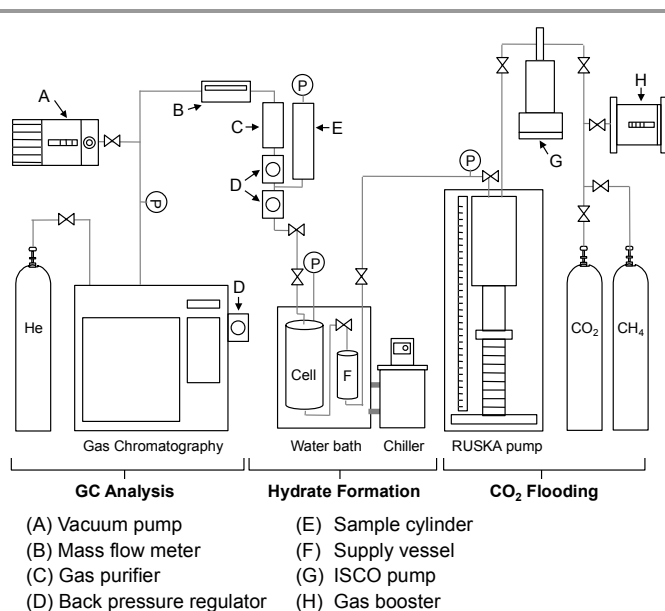 A
B
C
D
P
E
P
He
D
Gas Chromatography
P
Cell
F
Water bath
Chiller
P
RUSKA pump
G
H
CO2
CH4
GC Analysis
Hydrate Formation
CO2 Flooding
(A) Vacuum pump
(B) Mass flow meter
(C) Gas purifier
(D) Back pressure regulator
(E) Sample cylinder
(F) Supply vessel
(G) ISCO pump
(H) Gas booster